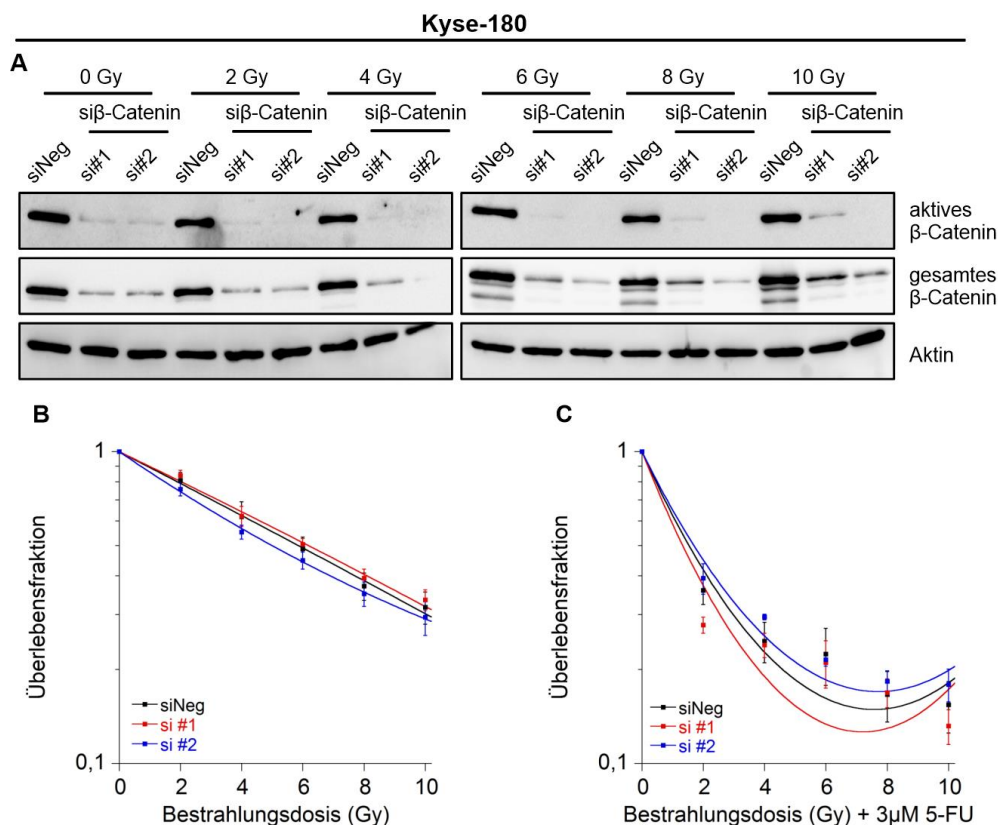 Kyse-180
A
0 Gy 2 Gy 4 Gy 6 Gy 8 Gy 10 Gy
siβ-Catenin siβ-Catenin siβ-Catenin siβ-Catenin siβ-Catenin siβ-Catenin
siNeg si#1 si#2 siNeg si#1 si#2 siNeg si#1 si#2 siNeg si#1 si#2 siNeg si#1 si#2 siNeg si#1 si#2
aktives
β-Catenin
gesamtes
β-Catenin
Aktin
B
1
0,1
Überlebensfraktion
siNeg
si #1
si #2
0 2 4 6 8 10
Bestrahlungsdosis (Gy)
C
1
0,1
Überlebensfraktion
siNeg
si #1
si #2
0 2 4 6 8 10
Bestrahlungsdosis (Gy) + 3µM 5-FU